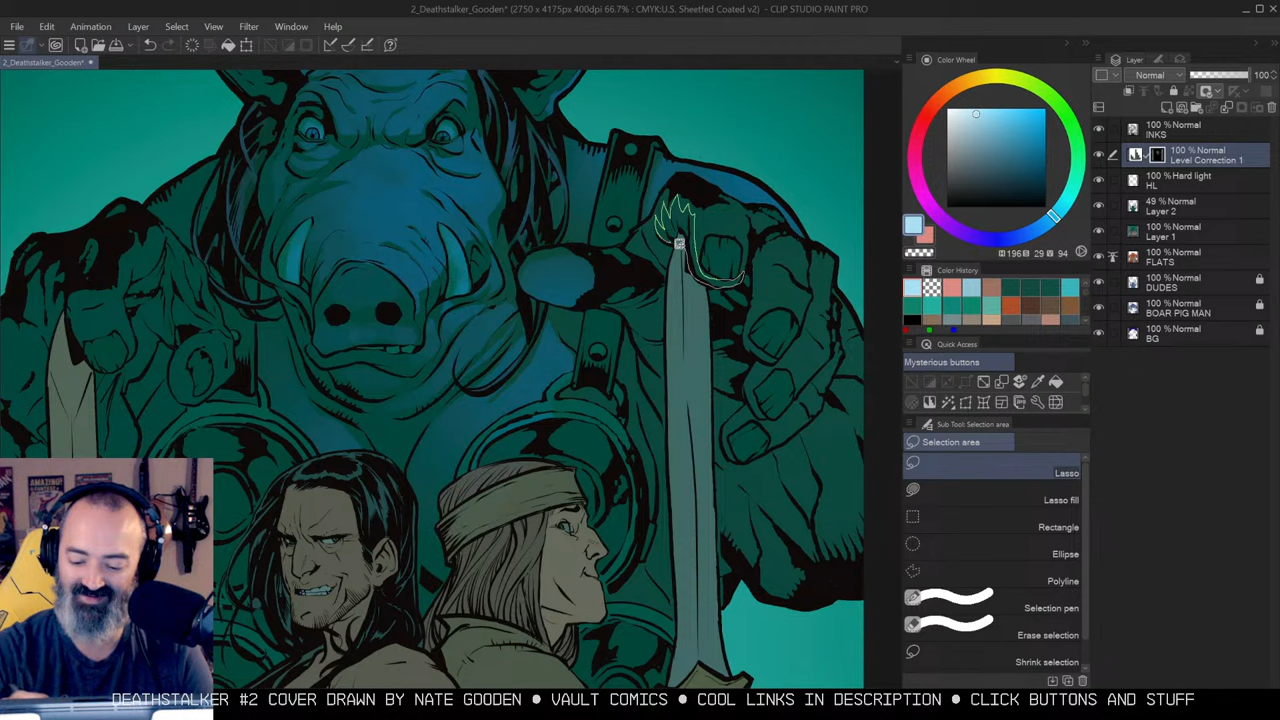 2_Deathstalker_Gooden* (2750 x 4175px 400dpi 66.7% : CMYK:U.S. Sheetfed Coated v2) - CLIP STUDIO PAINT PRO
File Edit Animation Layer Select View Filter Window Help
2_Deathstalker_Gooden*
Color Wheel
H196 S 29 V 94
Color History
Quick Access
Mysterious buttons
Sub Tool: Selection area
Selection area
Lasso
Lasso fill
Rectangle
Ellipse
Polyline
Selection pen
Erase selection
Shrink selection
Layer
Normal 100
100 %Normal
INKS
100 %Normal
Level Correction 1
100 %Hard light
HL
49 %Normal
Layer 2
100 %Normal
Layer 1
100 %Normal
FLATS
100 %Normal
DUDES
100 %Normal
BOAR PIG MAN
100 %Normal
BG
AMAZING
DEATHSTALKER #2 COVER DRAWN BY NATE GOODEN ● VAULT COMICS ● COOL LINKS IN DESCRIPTION ● CLICK BUTTONS AND STUFF